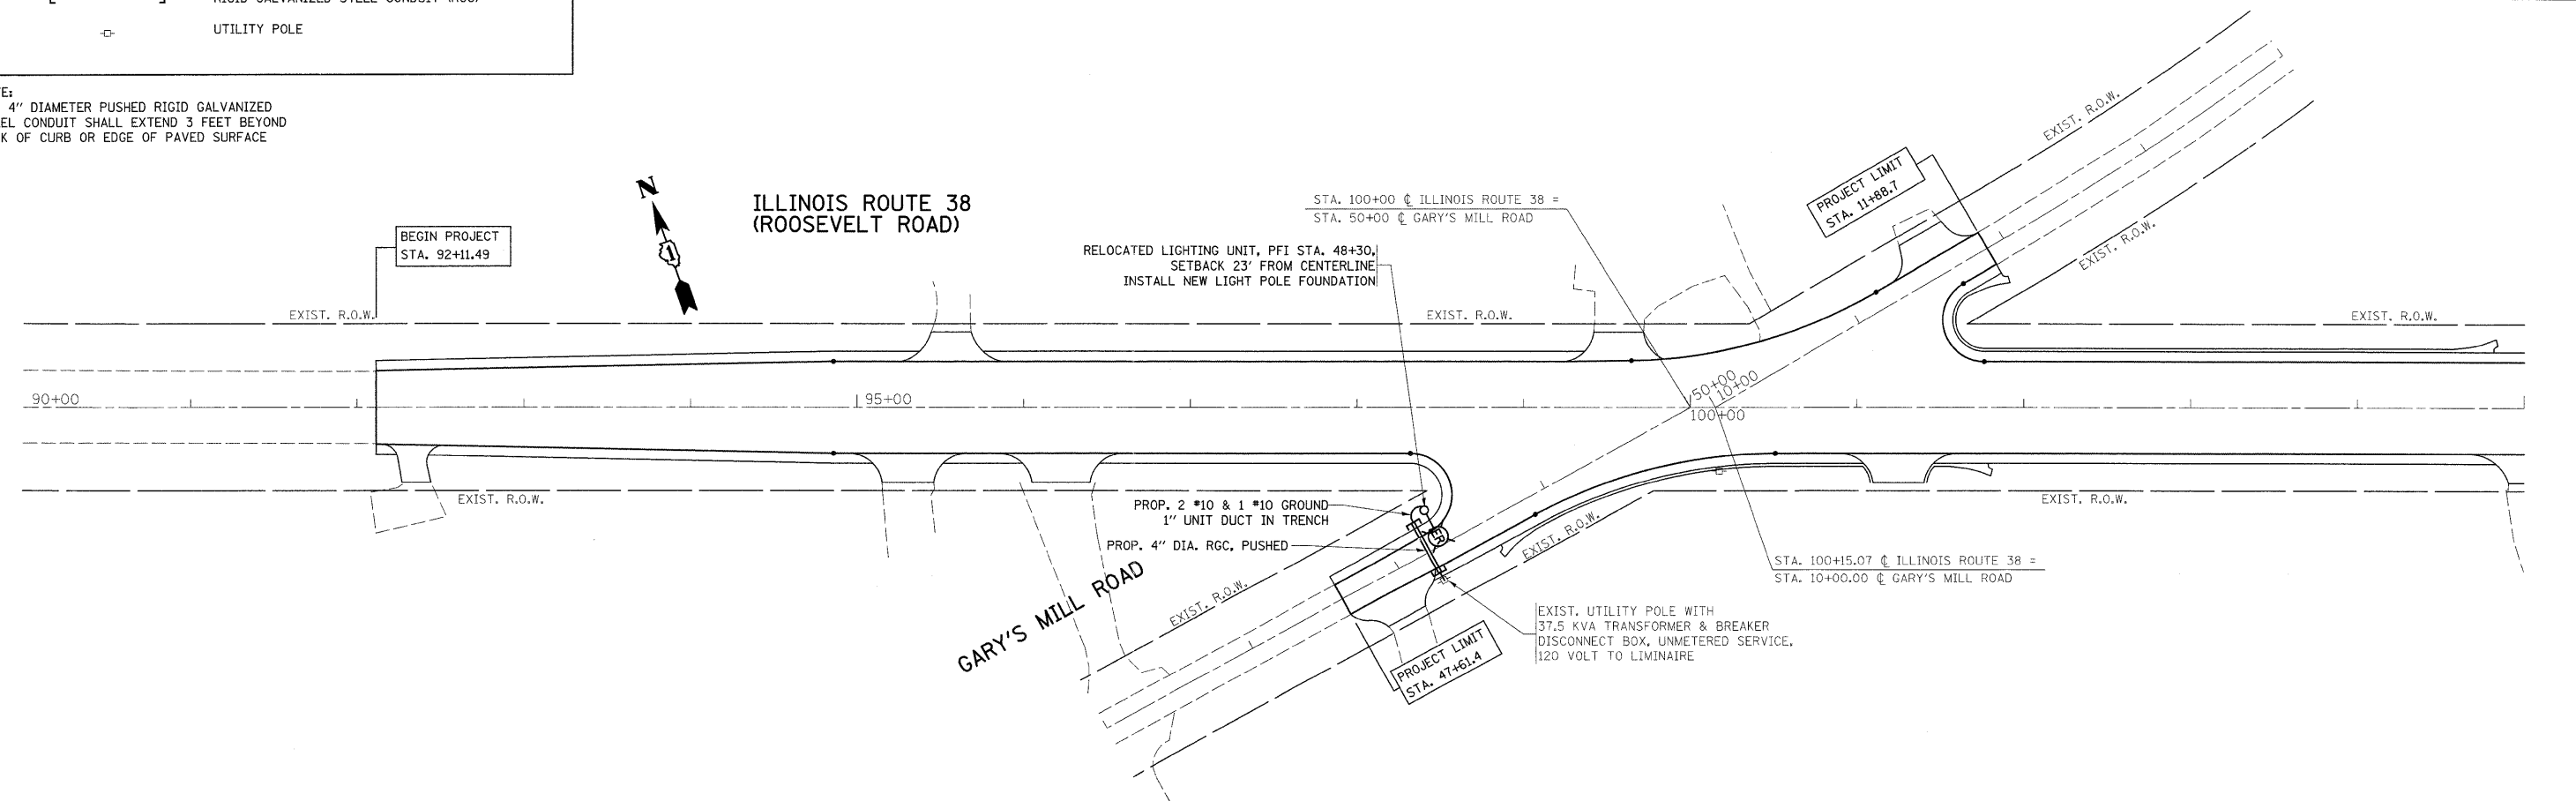 RIGID GALVANIZED STEEL CONDUIT (RGC)
UTILITY POLE
TE:
4" DIAMETER PUSHED RIGID GALVANIZED
EL CONDUIT SHALL EXTEND 3 FEET BEYOND
K OF CURB OR EDGE OF PAVED SURFACE
BEGIN PROJECT
STA. 92+11.49
N
1
ILLINOIS ROUTE 38
(ROOSEVELT ROAD)
STA. 100+00 ℄ ILLINOIS ROUTE 38 =
STA. 50+00 ℄ GARY'S MILL ROAD
RELOCATED LIGHTING UNIT, PFI STA. 48+30,
SETBACK 23' FROM CENTERLINE
INSTALL NEW LIGHT POLE FOUNDATION
PROJECT LIMIT
STA. 11+88.7
EXIST. R.O.W.
EXIST. R.O.W.
EXIST. R.O.W.
EXIST. R.O.W.
EXIST. R.O.W.
90+00
95+00
50+00
10+00
100+00
EXIST. R.O.W.
EXIST. R.O.W.
PROP. 2 #10 & 1 #10 GROUND
1" UNIT DUCT IN TRENCH
PROP. 4" DIA. RGC, PUSHED
ER
EXIST. R.O.W.
EXIST. R.O.W.
GARY'S MILL ROAD
STA. 100+15.07 ℄ ILLINOIS ROUTE 38 =
STA. 10+00.00 ℄ GARY'S MILL ROAD
EXIST. UTILITY POLE WITH
37.5 KVA TRANSFORMER & BREAKER
DISCONNECT BOX, UNMETERED SERVICE,
120 VOLT TO LIMINAIRE
PROJECT LIMIT
STA. 47+61.4